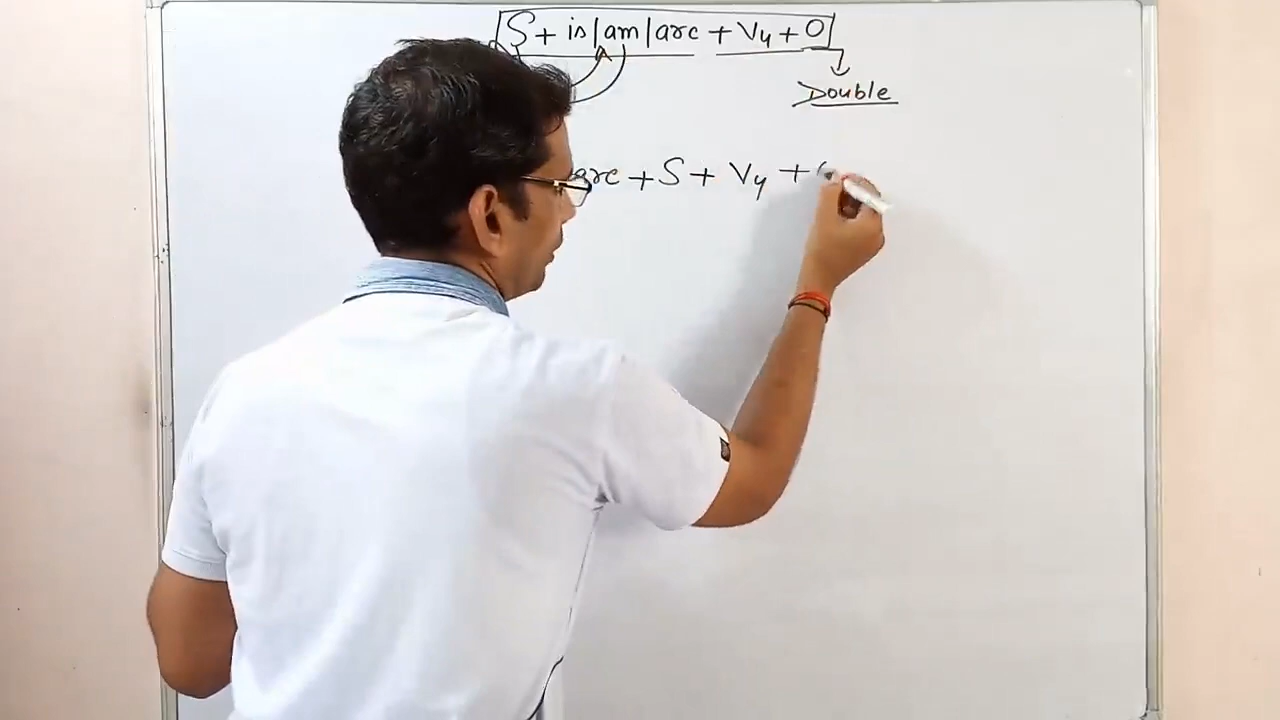 S + is/am/are + V4 + O
Double
are + S + V4 +